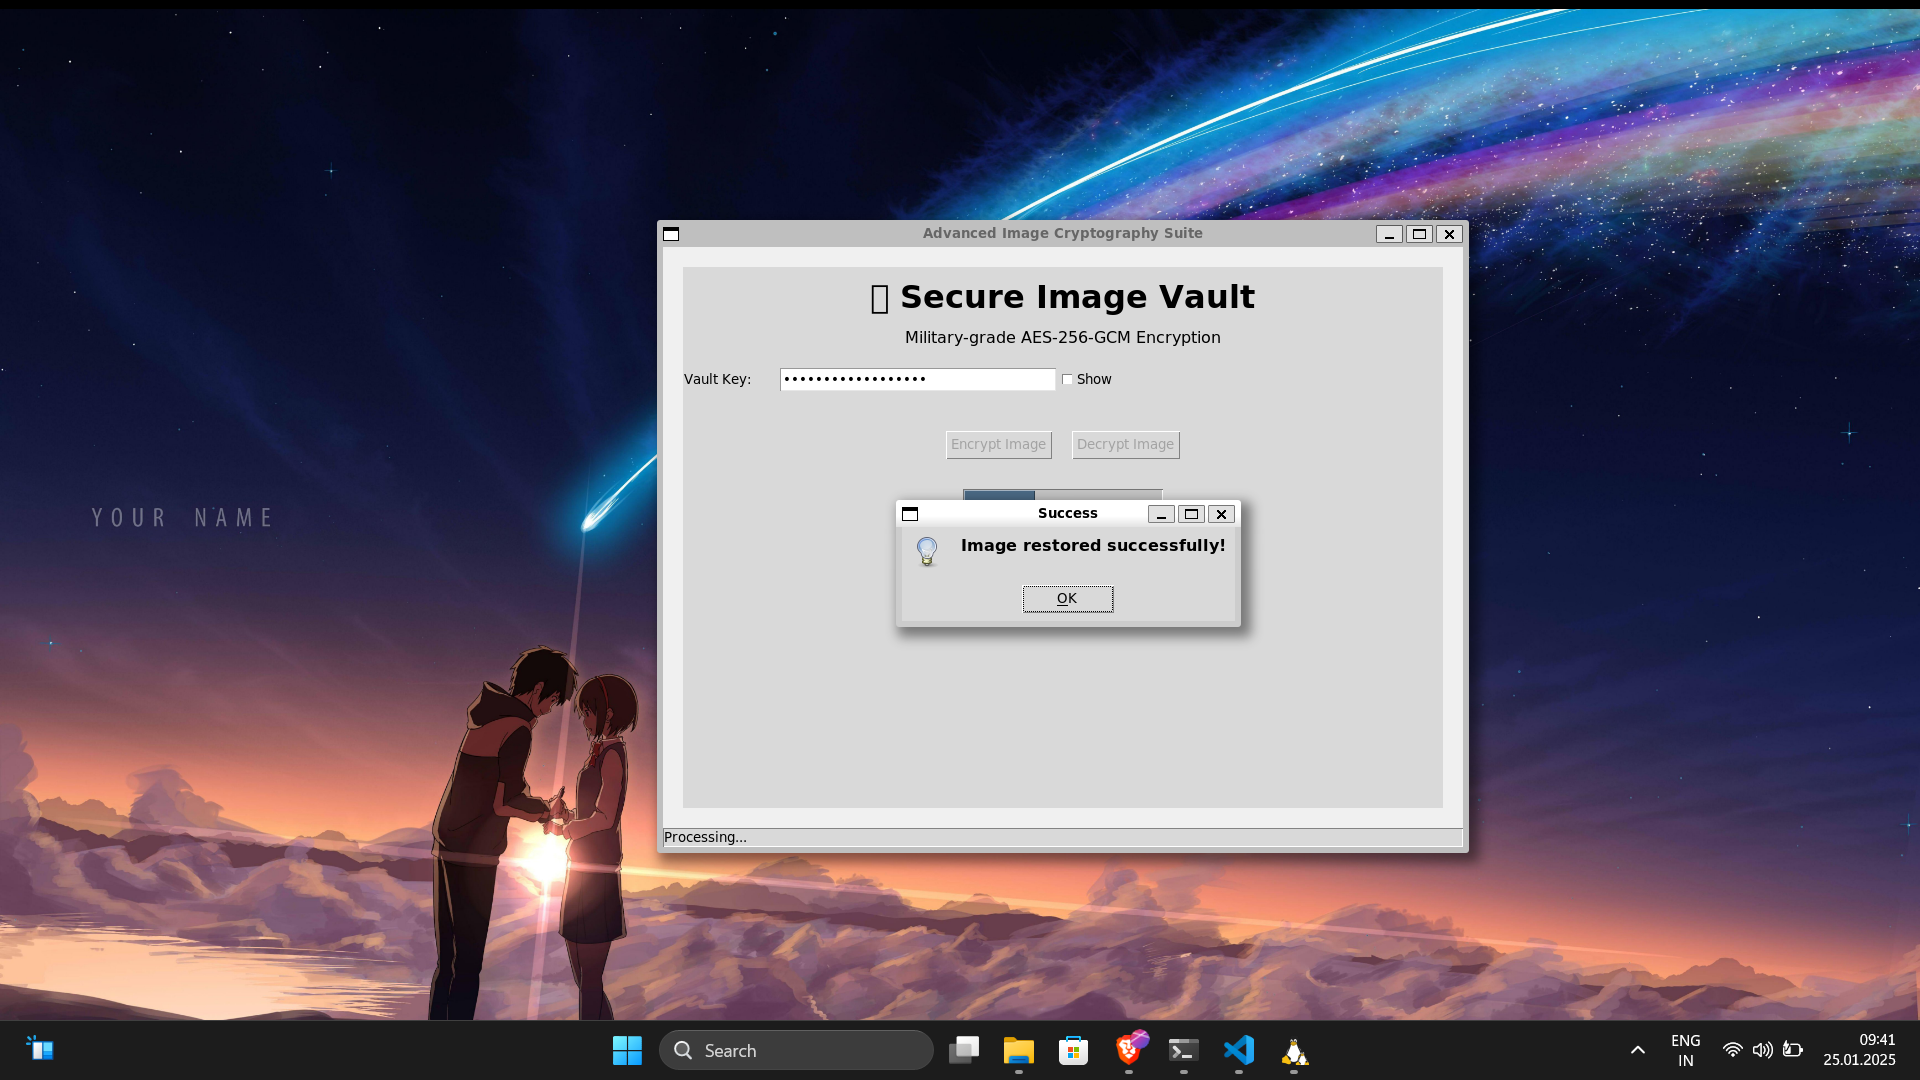 Advanced Image Cryptography Suite
Secure Image Vault
Military-grade AES-256-GCM Encryption
Vault Key: •••••••••••••••••• Show
Encrypt Image Decrypt Image
YOUR NAME
Success
Image restored successfully!
OK
Processing...
Search
ENG
IN
09:41
25.01.2025